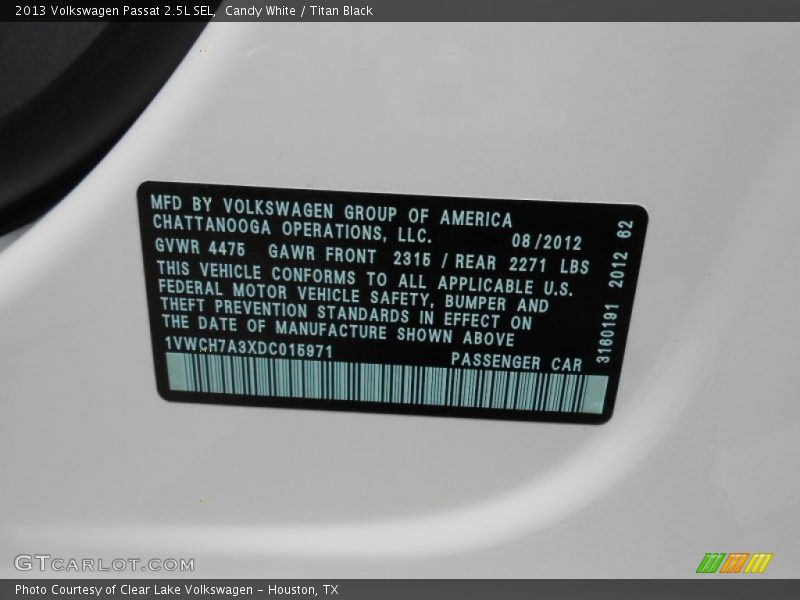 2013 Volkswagen Passat 2.5L SEL,  Candy White / Titan Black
MFD BY VOLKSWAGEN GROUP OF AMERICA
CHATTANOOGA OPERATIONS, LLC.
08/2012
GVWR 4475 GAWR FRONT 2315 / REAR 2271 LBS
THIS VEHICLE CONFORMS TO ALL APPLICABLE U.S.
FEDERAL MOTOR VEHICLE SAFETY, BUMPER AND
THEFT PREVENTION STANDARDS IN EFFECT ON
THE DATE OF MANUFACTURE SHOWN ABOVE
1VWCH7A3XDC015971
PASSENGER CAR
3160191 2012 62
GTCARLOT.COM
Photo Courtesy of Clear Lake Volkswagen – Houston, TX